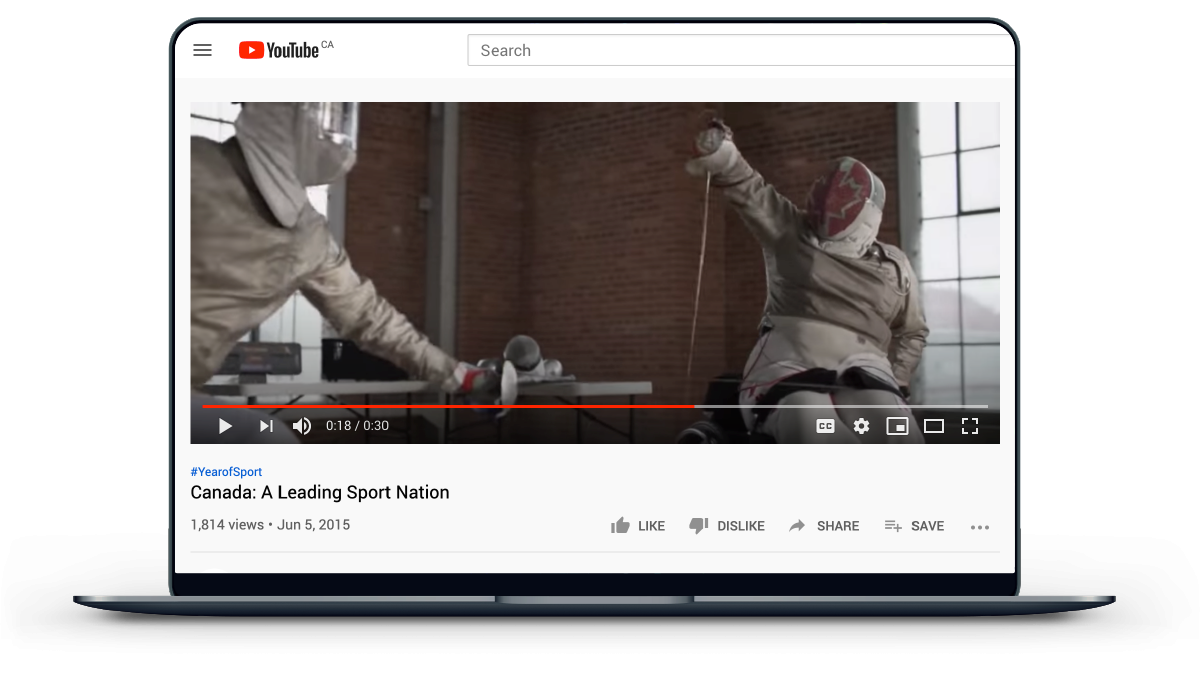 YouTube CA
Search
0:18 / 0:30
CC
#YearofSport
Canada: A Leading Sport Nation
1,814 views • Jun 5, 2015
LIKE
DISLIKE
SHARE
SAVE